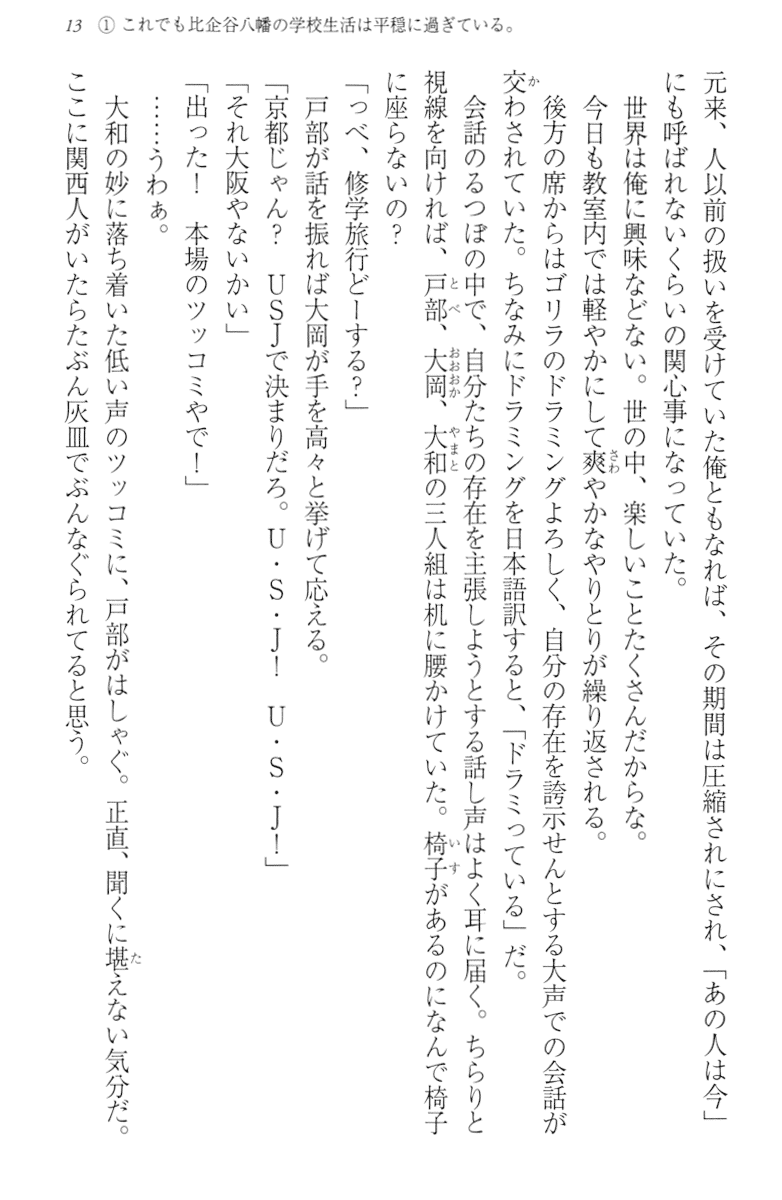 13 ① これでも比企谷八幡の学校生活は平穏に過ぎている。
元来、人以前の扱いを受けていた俺ともなれば、その期間は圧縮されにされ、「あの人は今」
にも呼ばれないくらいの関心事になっていた。
世界は俺に興味などない。世の中、楽しいことたくさんだからな。
今日も教室内では軽やかにして爽やかなやりとりが繰り返される。
後方の席からはゴリラのドラミングよろしく、自分の存在を誇示せんとする大声での会話が
交わされていた。ちなみにドラミングを日本語訳すると、「ドラミっている」だ。
会話のるつぼの中で、自分たちの存在を主張しようとする話し声はよく耳に届く。ちらりと
視線を向ければ、戸部、大岡、大和の三人組は机に腰かけていた。椅子があるのになんで椅子
に座らないの？
「っべ、修学旅行どーする？」
戸部が話を振れば大岡が手を高々と挙げて応える。
「京都じゃん？　USJで決まりだろ。U・S・J！　U・S・J！」
「それ大阪やないかい」
「出った！　本場のツッコミやで！」
……うわぁ。
大和の妙に落ち着いた低い声のツッコミに、戸部がはしゃぐ。正直、聞くに堪えない気分だ。
ここに関西人がいたらたぶん灰皿でぶんなぐられてると思う。